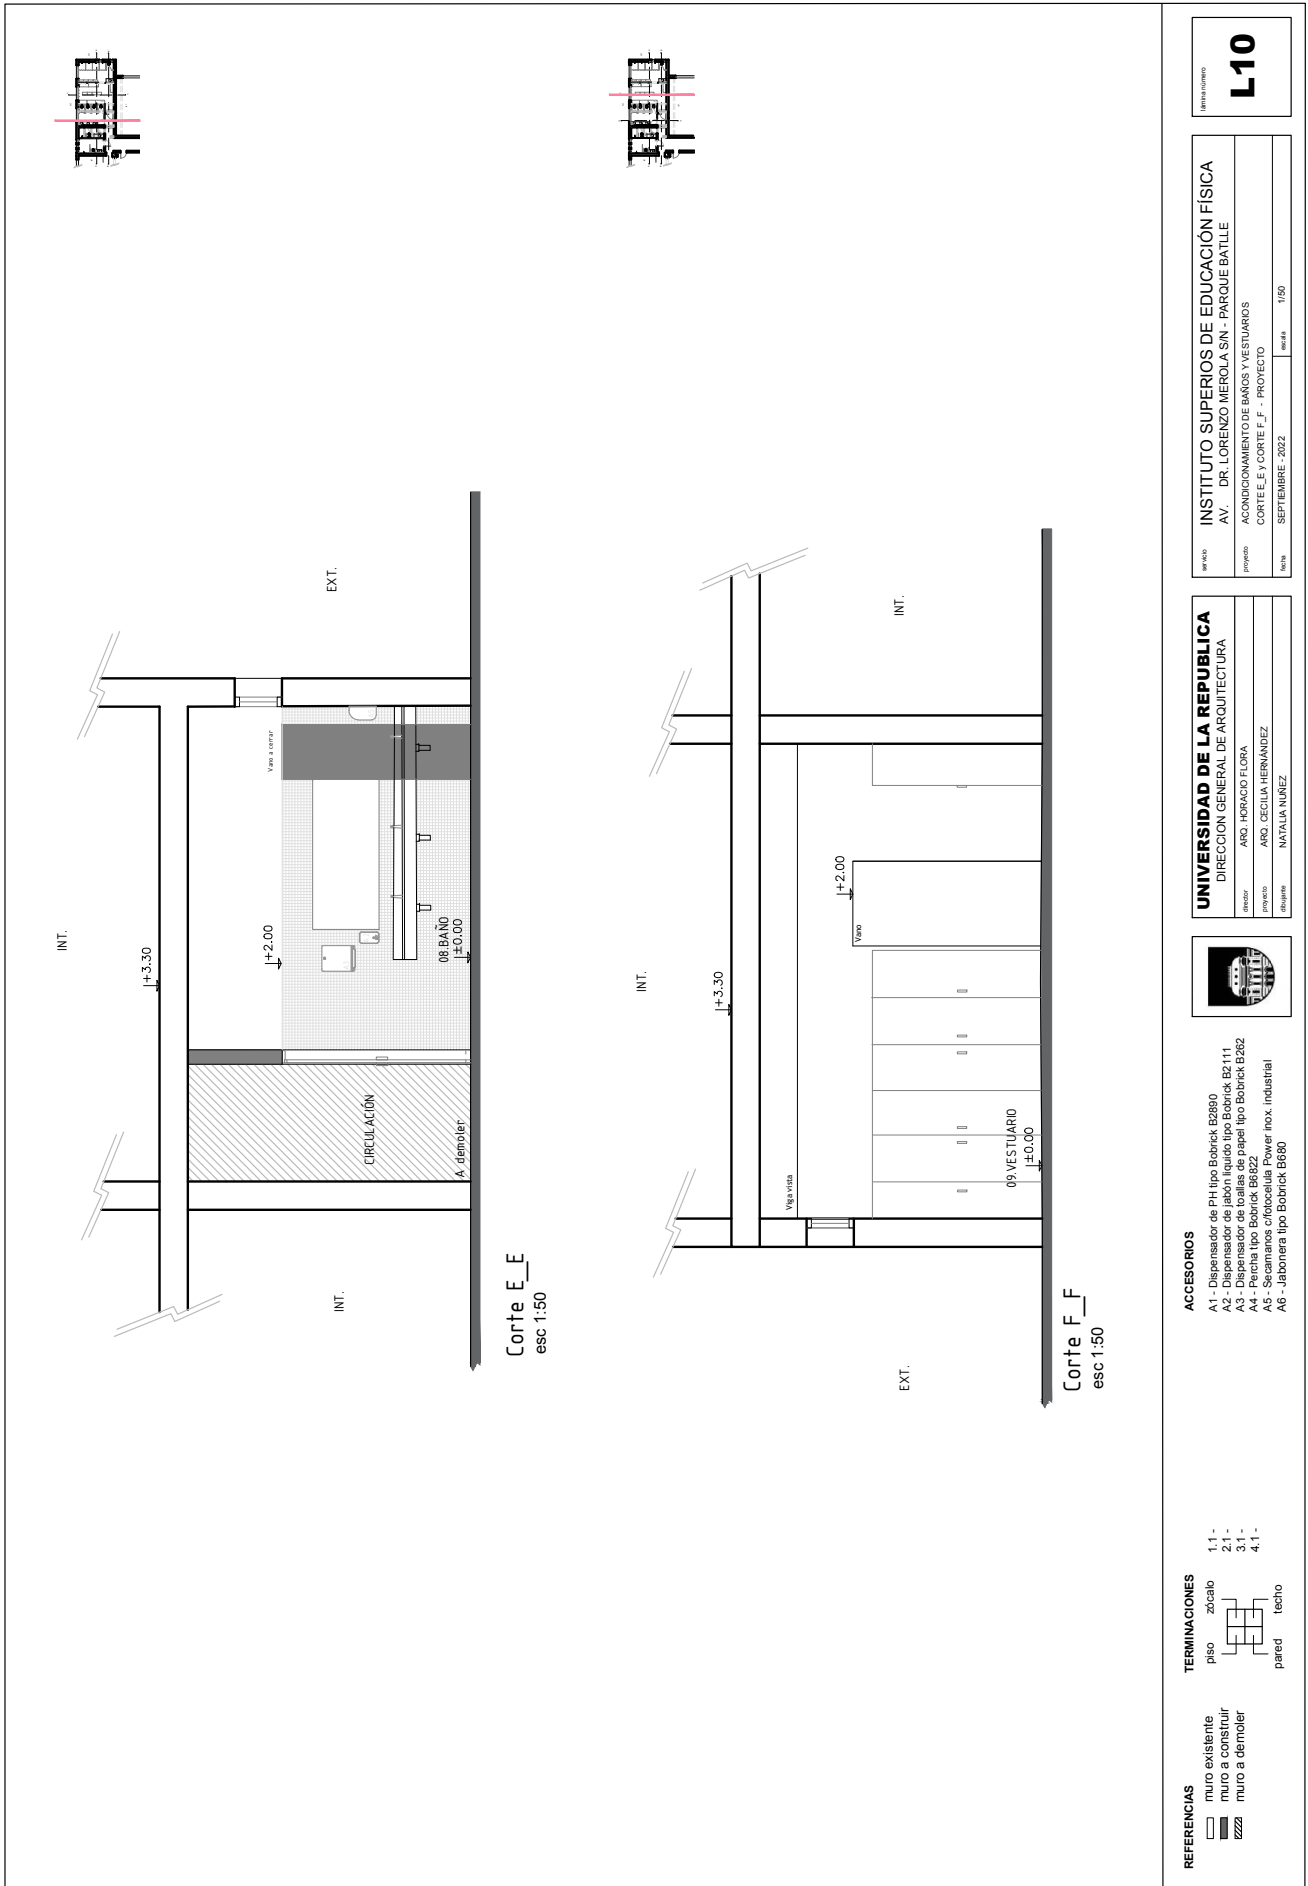 INT.
+3.30
+2.00
Vano a cerrar
EXT.
CIRCULACIÓN
A demoler
08.BAÑO
±0.00
INT.
Corte E_E
esc 1:50
INT.
+3.30
Viga vista
+2.00
Vano
INT.
09.VESTUARIO
±0.00
EXT.
Corte F_F
esc 1:50
REFERENCIAS
muro existente
muro a construir
muro a demoler
TERMINACIONES
piso
zócalo
pared
techo
1.1 -
2.1 -
3.1 -
4.1 -
ACCESORIOS
A1 - Dispensador de PH tipo Bobrick B2890
A2 - Dispensador de jabón liquido tipo Bobrick B2111
A3 - Dispensador de toallas de papel tipo Bobrick B262
A4 - Percha tipo Bobrick B6822
A5 - Secamanos c/fotocelula Power inox. industrial
A6 - Jabonera tipo Bobrick B680
UNIVERSIDAD DE LA REPUBLICA
DIRECCION GENERAL DE ARQUITECTURA
director ARQ. HORACIO FLORA
proyecto ARQ. CECILIA HERNÁNDEZ
dibujante NATALIA NUÑEZ
servicio INSTITUTO SUPERIOS DE EDUCACIÓN FÍSICA
AV. DR. LORENZO MEROLA S/N - PARQUE BATLLE
proyecto ACONDICIONAMIENTO DE BAÑOS Y VESTUARIOS
CORTE E_E y CORTE F_F - PROYECTO
fecha SEPTIEMBRE - 2022 escala 1/50
lámina número
L10